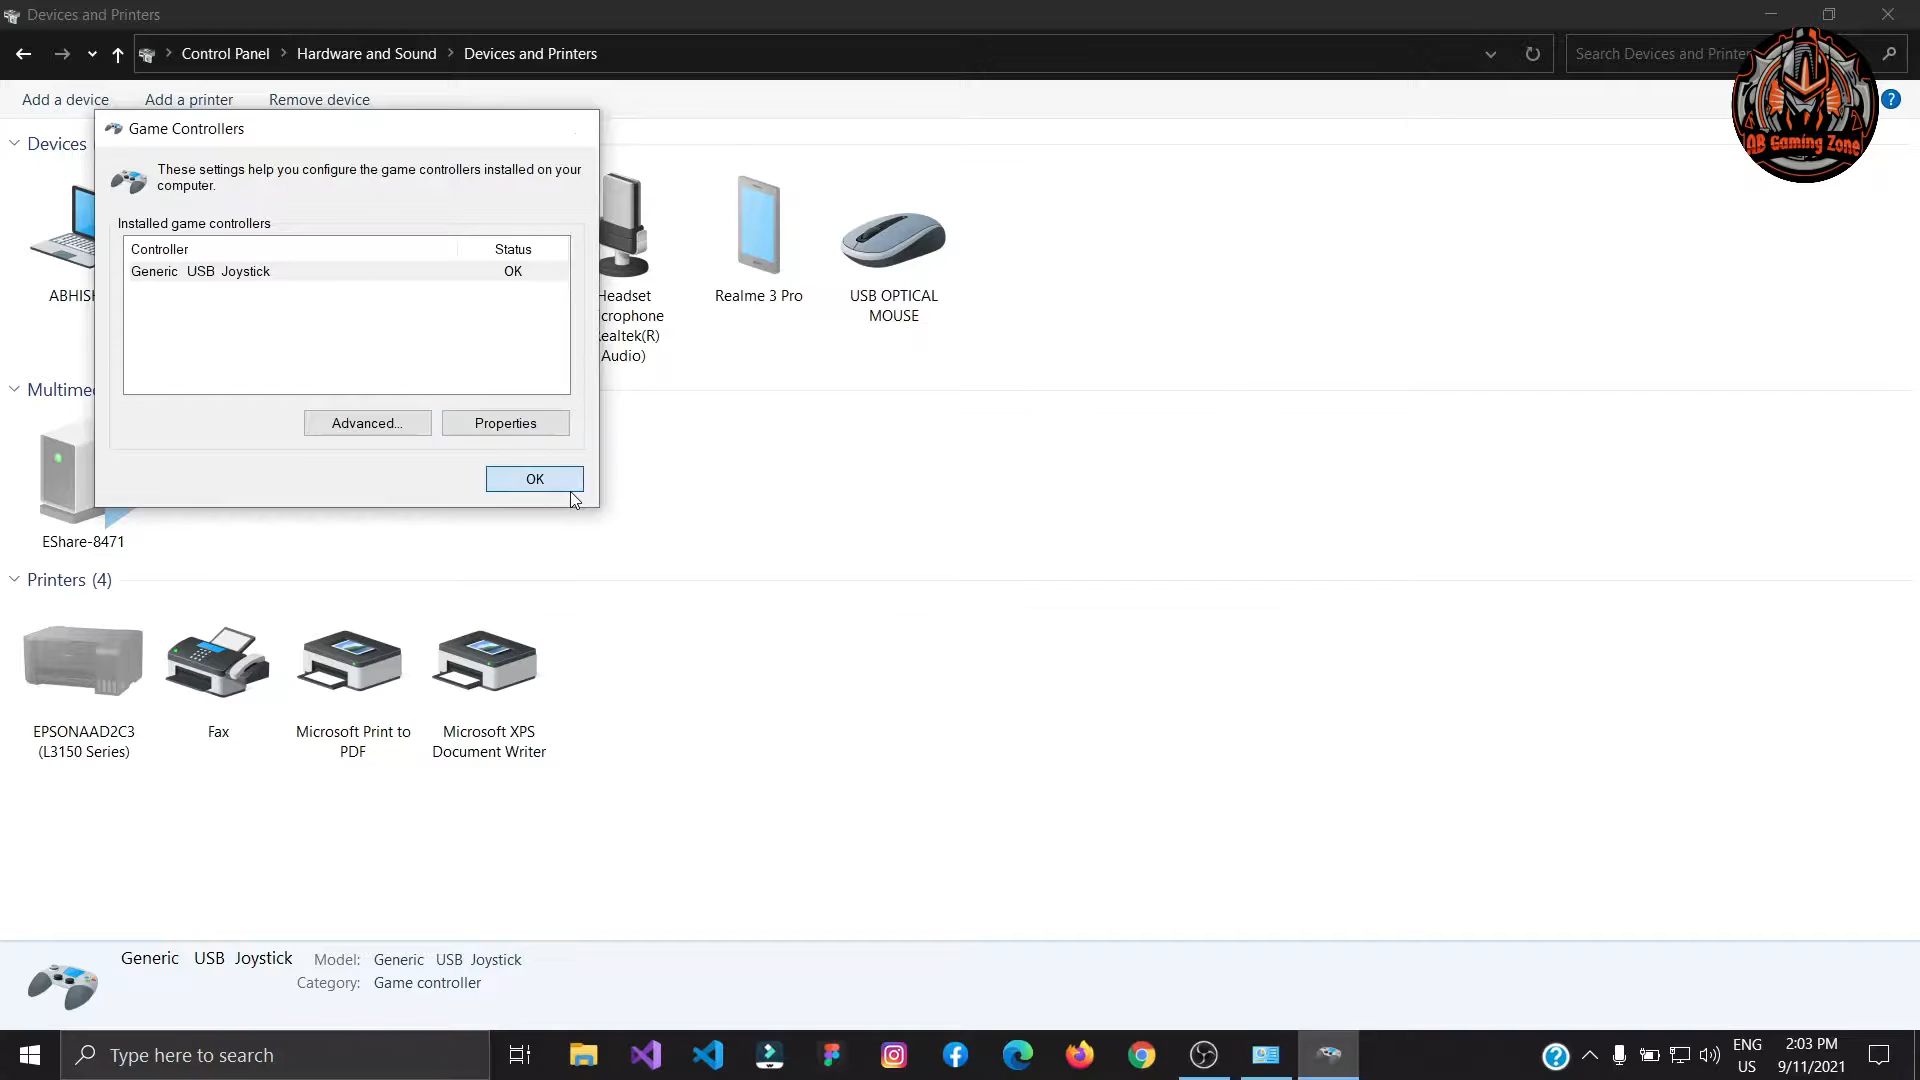 Devices and Printers
Control Panel > Hardware and Sound > Devices and Printers
Search Devices and Printer
AB Gaming Zone
Add a device
Add a printer
Remove device
?
Game Controllers
These settings help you configure the game controllers installed on your
computer.
Installed game controllers
Controller Status
Generic USB Joystick OK
Advanced...
Properties
OK
Devices
ABHIS
Headset
crophone
ealtek(R)
Audio)
Realme 3 Pro
USB OPTICAL
MOUSE
Multime
EShare-8471
Printers (4)
EPSONAAD2C3
(L3150 Series)
Fax
Microsoft Print to
PDF
Microsoft XPS
Document Writer
Generic USB Joystick
Model: Generic USB Joystick
Category: Game controller
Type here to search
?
ENG
US
2:03 PM
9/11/2021